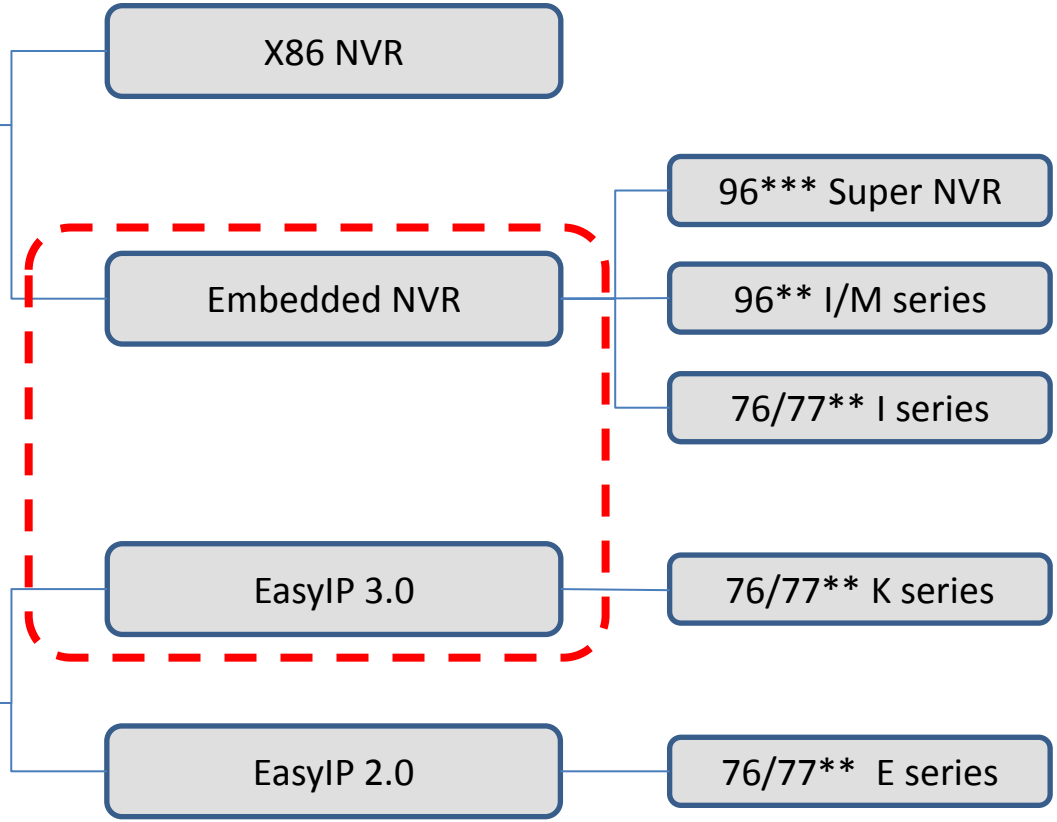 X86 NVR
96*** Super NVR
Embedded NVR
96** I/M series
76/77** I series
EasyIP 3.0
76/77** K series
EasyIP 2.0
76/77**  E series